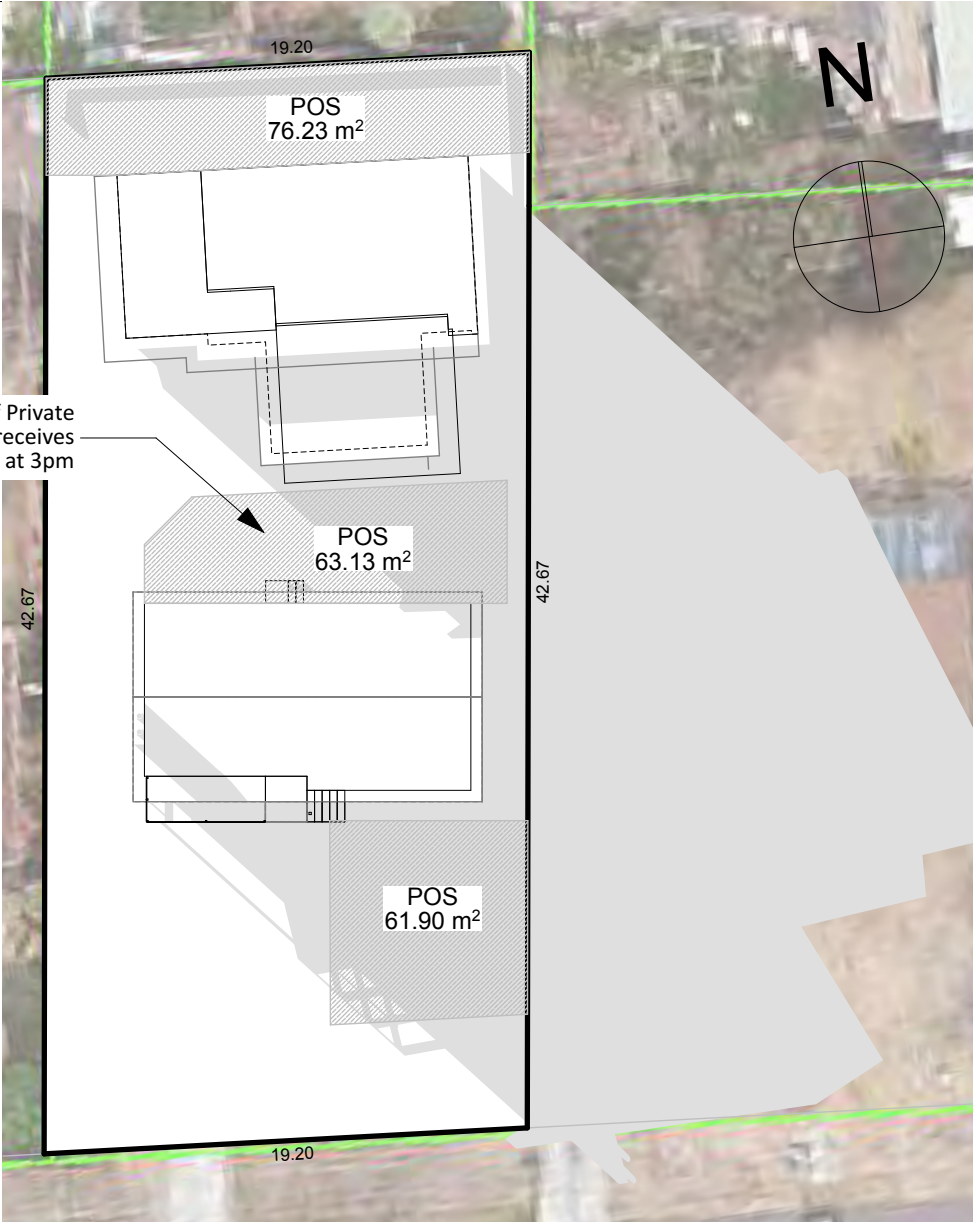 19.20
N
POS
76.23 m²
Private
receives
at 3pm
POS
63.13 m²
42.67
42.67
POS
61.90 m²
19.20